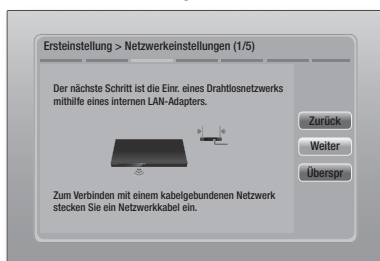 Ersteinstellung > Netzwerkeinstellungen (1/5)
Der nächste Schritt ist die Einr. eines Drahtlosnetzwerks
mithilfe eines internen LAN-Adapters.
Zurück
Weiter
Überspr
Zum Verbinden mit einem kabelgebundenen Netzwerk
stecken Sie ein Netzwerkkabel ein.